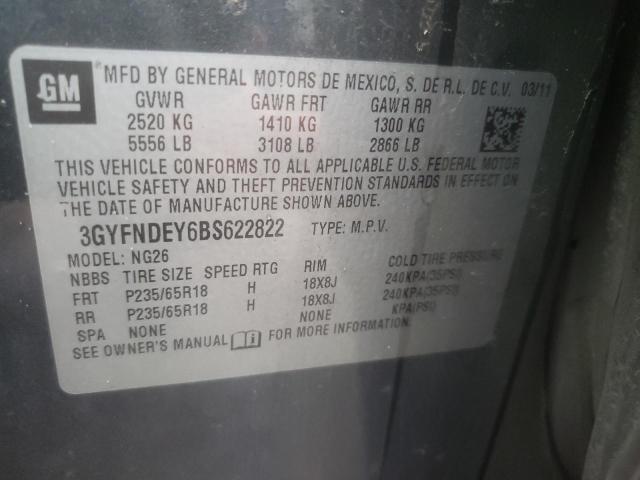 GM
MFD BY GENERAL MOTORS DE MEXICO, S. DE R.L. DE C.V. 03/11
GVWR GAWR FRT GAWR RR
2520 KG 1410 KG 1300 KG
5556 LB 3108 LB 2866 LB
THIS VEHICLE CONFORMS TO ALL APPLICABLE U.S. FEDERAL MOTOR
VEHICLE SAFETY AND THEFT PREVENTION STANDARDS IN EFFECT ON
THE DATE OF MANUFACTURE SHOWN ABOVE.
3GYFNDEY6BS622822 TYPE: M.P.V.
MODEL: NG26
NBBS TIRE SIZE SPEED RTG RIM COLD TIRE PRESSURE
FRT P235/65R18 H 18X8J 240KPA(35PSI)
RR P235/65R18 H 18X8J 240KPA(35PSI)
SPA NONE NONE KPA(PSI)
SEE OWNER'S MANUAL FOR MORE INFORMATION.